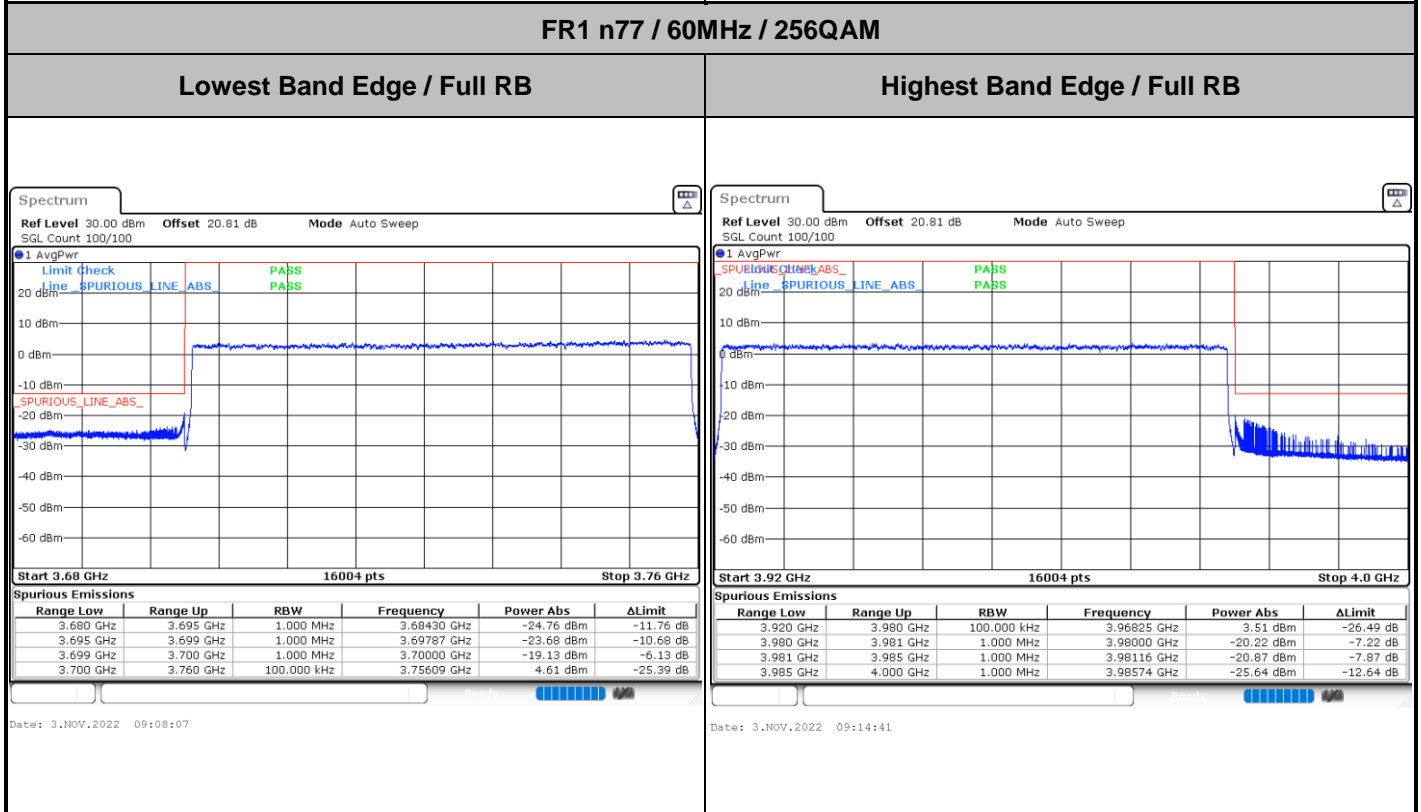 FR1 n77 / 60MHz / 256QAM
Lowest Band Edge / Full RB
Highest Band Edge / Full RB
Spectrum
Ref Level 30.00 dBm Offset 20.81 dB Mode Auto Sweep
SGL Count 100/100
1 AvgPwr
Limit Check PASS
Line _SPURIOUS_LINE_ABS_ PASS
20 dBm
10 dBm
0 dBm
-10 dBm
_SPURIOUS_LINE_ABS_
-20 dBm
-30 dBm
-40 dBm
-50 dBm
-60 dBm
Start 3.68 GHz 16004 pts Stop 3.76 GHz
Spurious Emissions
Range Low Range Up RBW Frequency Power Abs ΔLimit
3.680 GHz 3.695 GHz 1.000 MHz 3.68430 GHz -24.76 dBm -11.76 dB
3.695 GHz 3.699 GHz 1.000 MHz 3.69787 GHz -23.68 dBm -10.68 dB
3.699 GHz 3.700 GHz 1.000 MHz 3.70000 GHz -19.13 dBm -6.13 dB
3.700 GHz 3.760 GHz 100.000 kHz 3.75609 GHz 4.61 dBm -25.39 dB
Ready
Date: 3.NOV.2022 09:08:07
Spectrum
Ref Level 30.00 dBm Offset 20.81 dB Mode Auto Sweep
SGL Count 100/100
1 AvgPwr
_SPURIOUS_LINE_ABS_
Limit Check PASS
Line _SPURIOUS_LINE_ABS_ PASS
20 dBm
10 dBm
0 dBm
-10 dBm
-20 dBm
-30 dBm
-40 dBm
-50 dBm
-60 dBm
Start 3.92 GHz 16004 pts Stop 4.0 GHz
Spurious Emissions
Range Low Range Up RBW Frequency Power Abs ΔLimit
3.920 GHz 3.980 GHz 100.000 kHz 3.96825 GHz 3.51 dBm -26.49 dB
3.980 GHz 3.981 GHz 1.000 MHz 3.98000 GHz -20.22 dBm -7.22 dB
3.981 GHz 3.985 GHz 1.000 MHz 3.98116 GHz -20.87 dBm -7.87 dB
3.985 GHz 4.000 GHz 1.000 MHz 3.98574 GHz -25.64 dBm -12.64 dB
Ready
Date: 3.NOV.2022 09:14:41